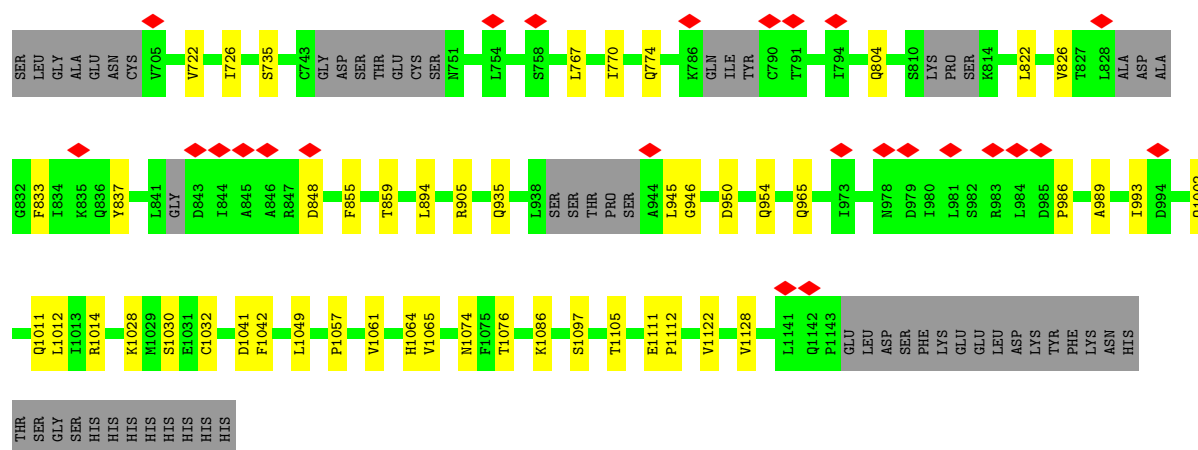 SER LEU GLY ALA GLU ASN CYS V705 V722 I726 S735 C743 GLY ASP SER THR GLU CYS SER N751 L754 S758 L767 I770 Q774 K786 GLN ILE TYR C790 T791 I794 Q804 S810 LYS PRO SER K814 L822 V826 T827 L828 ALA ASP ALA
G832 F833 I834 K835 Q836 Y837 L841 GLY D843 I844 A845 A846 R847 D848 F855 T859 L894 R905 Q935 L938 SER SER THR PRO SER A944 L945 G946 D950 Q954 Q965 I973 N978 D979 I980 L981 S982 R983 L984 D985 P986 A989 I993 D994
Q1011 L1012 I1013 R1014 K1028 M1029 S1030 E1031 C1032 D1041 F1042 L1049 P1057 V1061 H1064 V1065 N1074 F1075 T1076 K1086 S1097 T1105 E1111 P1112 V1122 V1128 L1141 Q1142 P1143 GLU LEU ASP SER PHE LYS GLU GLU LEU ASP LYS TYR PHE LYS ASN HIS
THR SER GLY SER HIS HIS HIS HIS HIS HIS HIS HIS